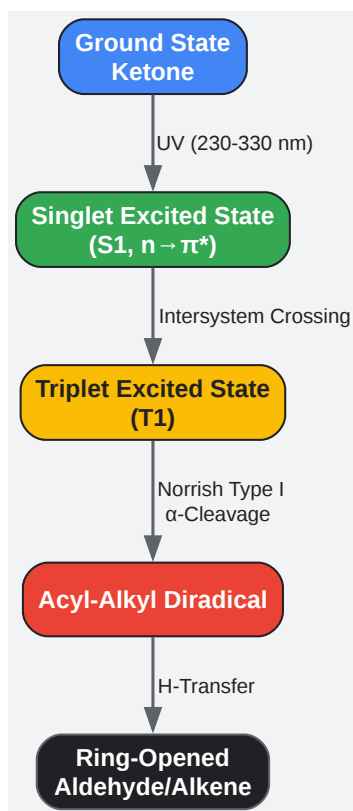 Ground State
Ketone
UV (230-330 nm)
Singlet Excited State
(S1, n→π*)
Intersystem Crossing
Triplet Excited State
(T1)
Norrish Type I
α-Cleavage
Acyl-Alkyl Diradical
H-Transfer
Ring-Opened
Aldehyde/Alkene